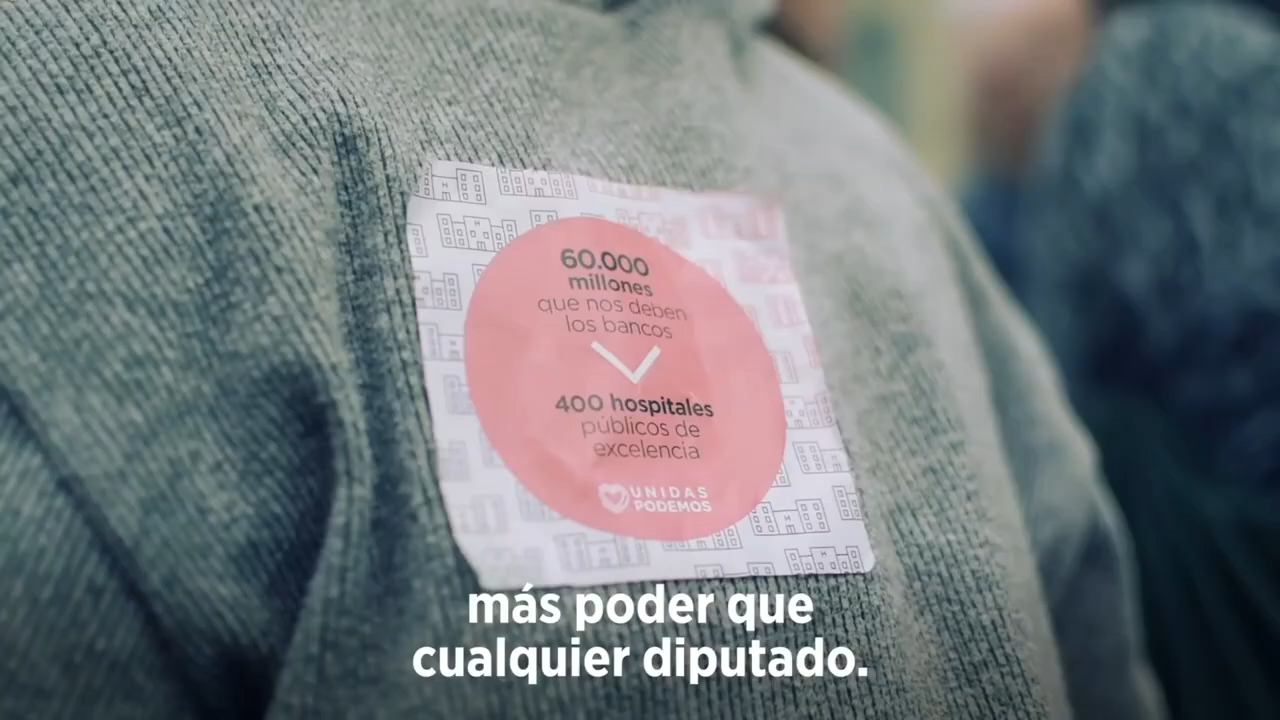 60.000
millones
que nos deben
los bancos
400 hospitales
públicos de
excelencia
UNIDAS
PODEMOS
más poder que
cualquier diputado.